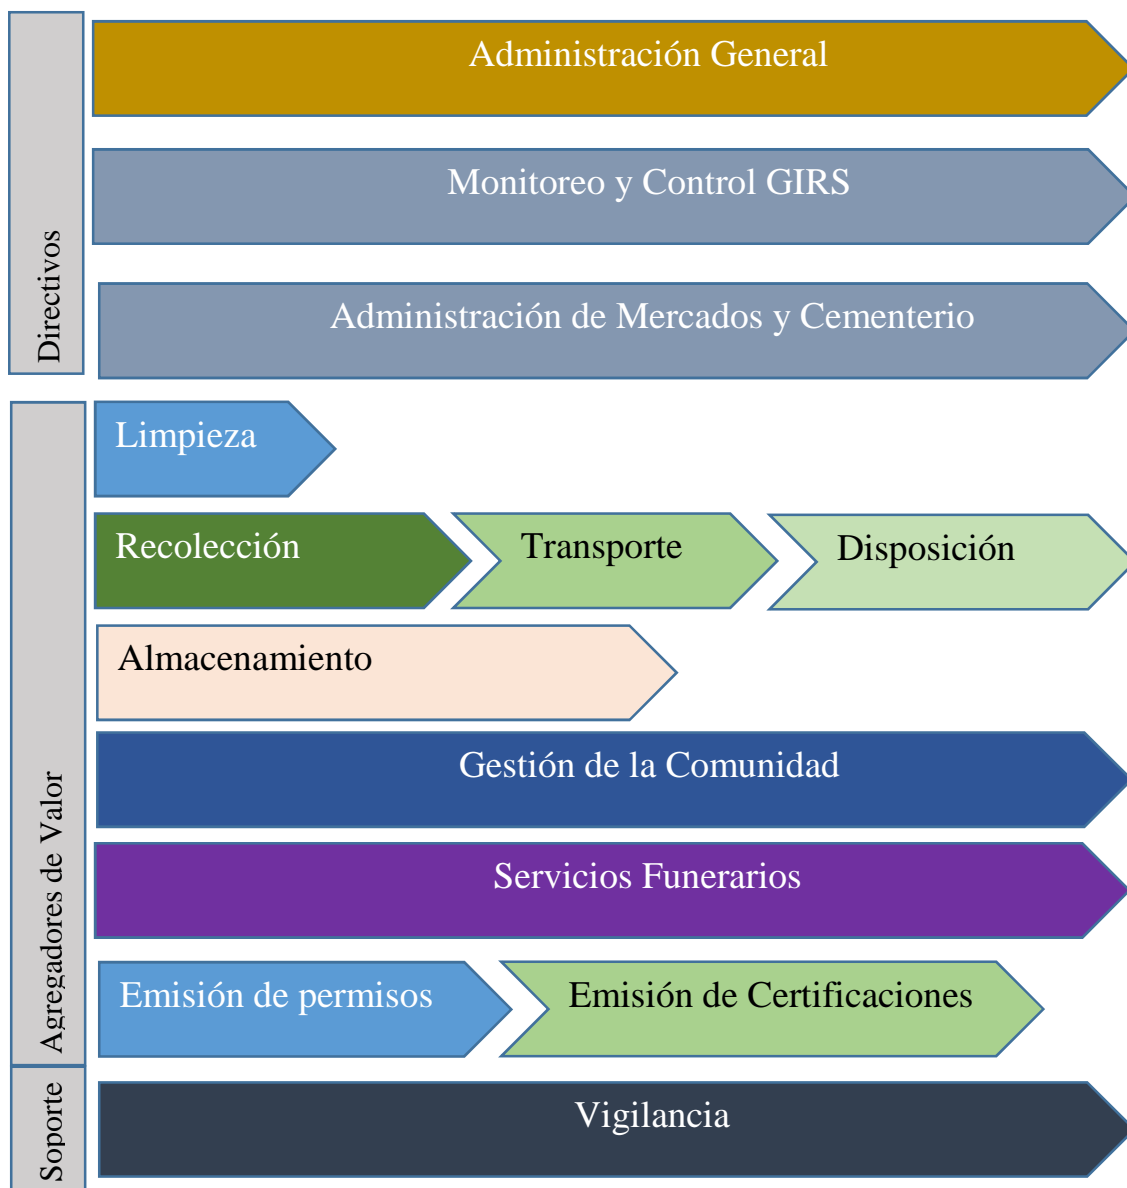 Directivos
Administración General
Monitoreo y Control GIRS
Administración de Mercados y Cementerio
Agregadores de Valor
Limpieza
Recolección
Transporte
Disposición
Almacenamiento
Gestión de la Comunidad
Servicios Funerarios
Emisión de permisos
Emisión de Certificaciones
Soporte
Vigilancia